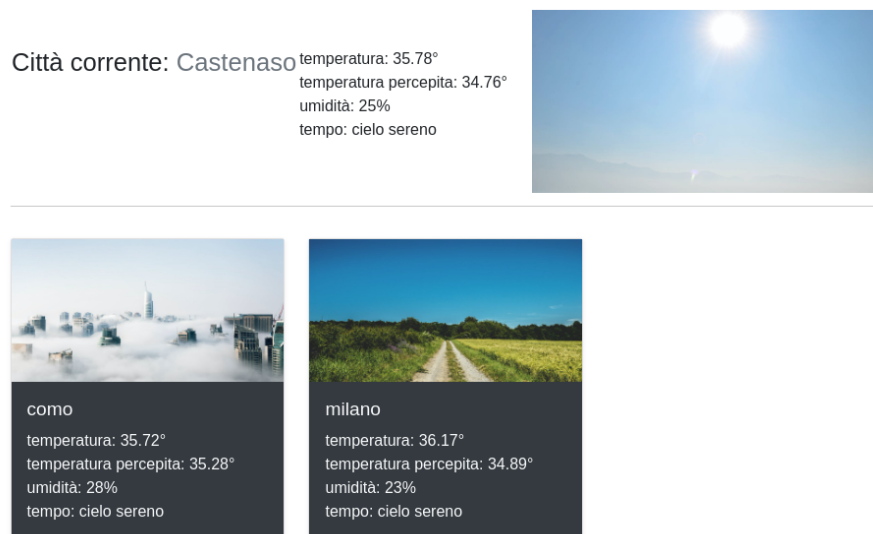 Città corrente: Castenaso
temperatura: 35.78°
temperatura percepita: 34.76°
umidità: 25%
tempo: cielo sereno
como
temperatura: 35.72°
temperatura percepita: 35.28°
umidità: 28%
tempo: cielo sereno
milano
temperatura: 36.17°
temperatura percepita: 34.89°
umidità: 23%
tempo: cielo sereno